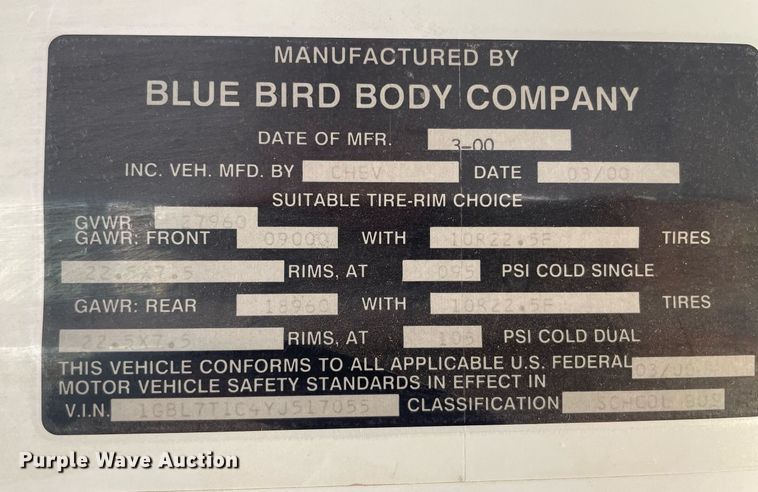 MANUFACTURED BY
BLUE BIRD BODY COMPANY
DATE OF MFR. 3-00
INC. VEH. MFD. BY CHEV DATE 03/00
SUITABLE TIRE-RIM CHOICE
GVWR 27960
GAWR: FRONT 09000 WITH 10R22.5F TIRES
22.5X7.5 RIMS, AT 095 PSI COLD SINGLE
GAWR: REAR 18960 WITH 10R22.5F TIRES
22.5X7.5 RIMS, AT 105 PSI COLD DUAL
THIS VEHICLE CONFORMS TO ALL APPLICABLE U.S. FEDERAL 03/00
MOTOR VEHICLE SAFETY STANDARDS IN EFFECT IN
V.I.N. 1GBL7T1C4YJ517055 CLASSIFICATION SCHOOL BUS
Purple Wave Auction